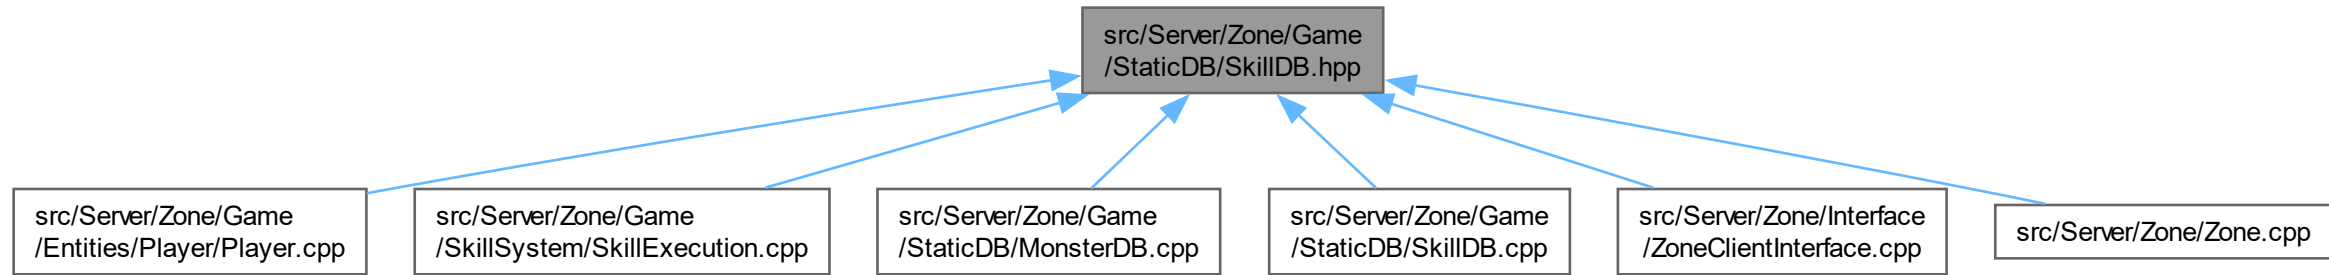 src/Server/Zone/Game
/StaticDB/SkillDB.hpp
src/Server/Zone/Game
/Entities/Player/Player.cpp
src/Server/Zone/Game
/SkillSystem/SkillExecution.cpp
src/Server/Zone/Game
/StaticDB/MonsterDB.cpp
src/Server/Zone/Game
/StaticDB/SkillDB.cpp
src/Server/Zone/Interface
/ZoneClientInterface.cpp
src/Server/Zone/Zone.cpp